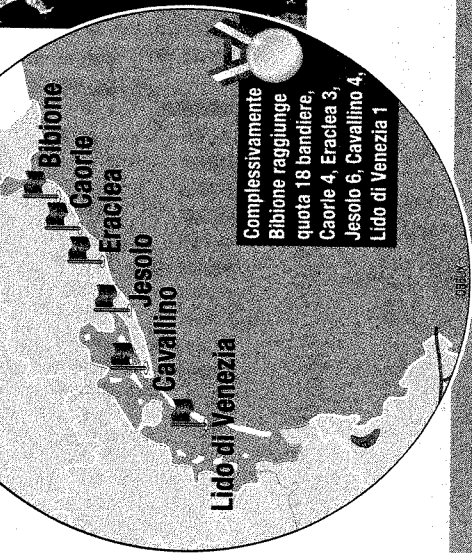 Bibione
Caorle
Eraclea
Jesolo
Cavallino
Lido di Venezia
Complessivamente
Bibione raggiunge
quota 18 bandiere,
Caorle 4, Eraclea 3,
Jesolo 6, Cavallino 4,
Lido di Venezia 1